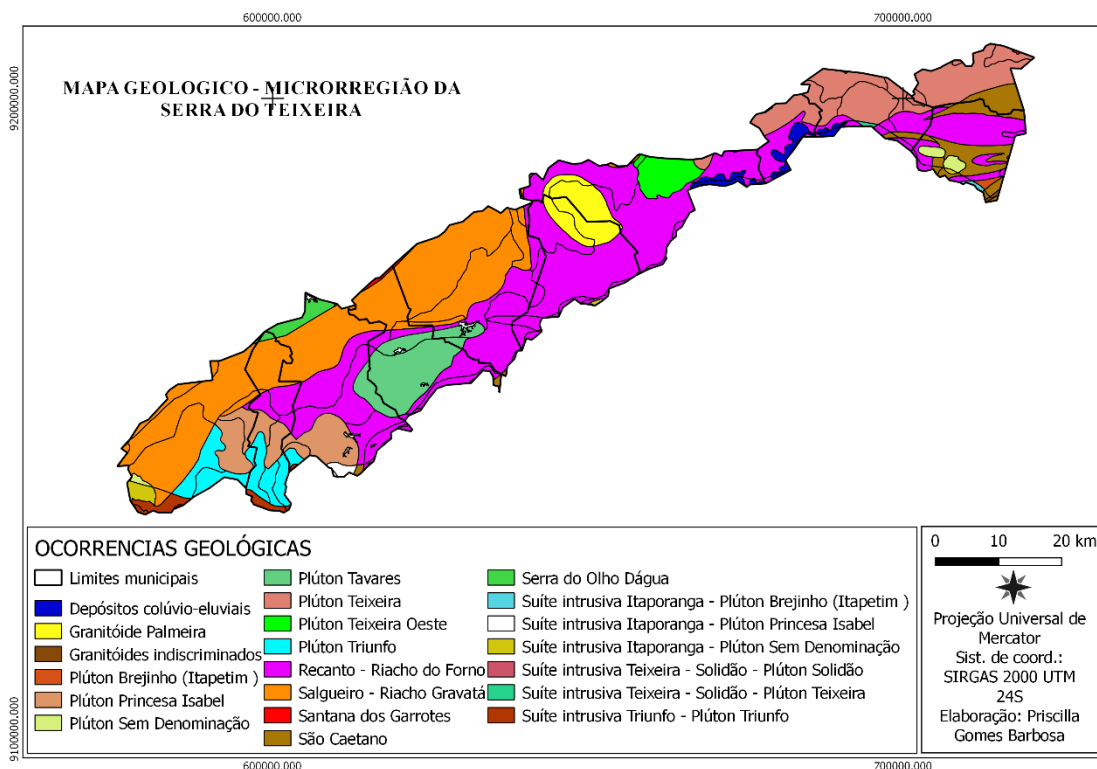 600000.000
700000.000
9200000.000
MAPA GEOLOGICO - MICRORREGIÃO DA
SERRA DO TEIXEIRA
9100000.000
OCORRENCIAS GEOLÓGICAS
Limites municipais
Depósitos colúvio-eluviais
Granitóide Palmeira
Granitóides indiscriminados
Plúton Brejinho (Itapetim )
Plúton Princesa Isabel
Plúton Sem Denominação
Plúton Tavares
Plúton Teixeira
Plúton Teixeira Oeste
Plúton Triunfo
Recanto - Riacho do Forno
Salgueiro - Riacho Gravatá
Santana dos Garrotes
São Caetano
Serra do Olho Dágua
Suíte intrusiva Itaporanga - Plúton Brejinho (Itapetim )
Suíte intrusiva Itaporanga - Plúton Princesa Isabel
Suíte intrusiva Itaporanga - Plúton Sem Denominação
Suíte intrusiva Teixeira - Solidão - Plúton Solidão
Suíte intrusiva Teixeira - Solidão - Plúton Teixeira
Suíte intrusiva Triunfo - Plúton Triunfo
0 10 20 km
Projeção Universal de
Mercator
Sist. de coord.:
SIRGAS 2000 UTM
24S
Elaboração: Priscilla
Gomes Barbosa
600000.000
700000.000